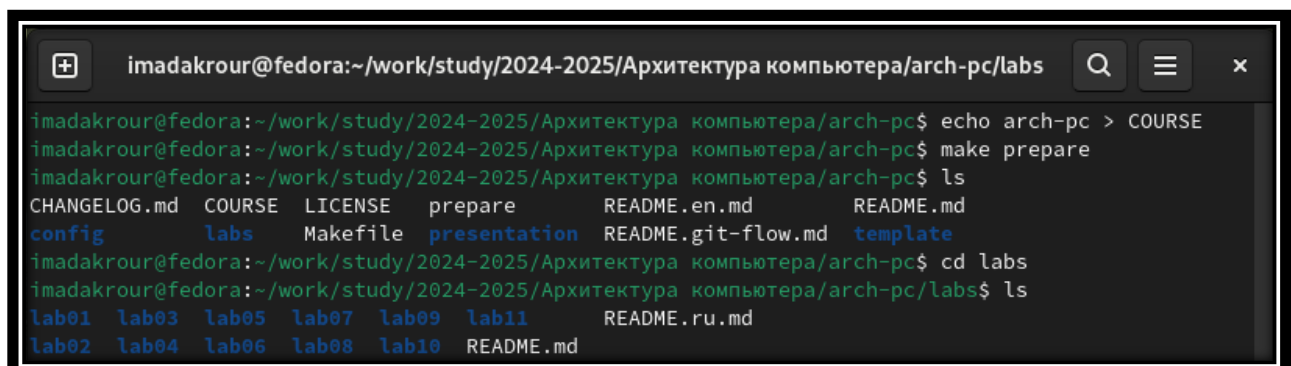 imadakrour@fedora:~/work/study/2024-2025/Архитектура компьютера/arch-pc/labs
imadakrour@fedora:~/work/study/2024-2025/Архитектура компьютера/arch-pc$ echo arch-pc > COURSE
imadakrour@fedora:~/work/study/2024-2025/Архитектура компьютера/arch-pc$ make prepare
imadakrour@fedora:~/work/study/2024-2025/Архитектура компьютера/arch-pc$ ls
CHANGELOG.md COURSE LICENSE prepare README.en.md README.md
config labs Makefile presentation README.git-flow.md template
imadakrour@fedora:~/work/study/2024-2025/Архитектура компьютера/arch-pc$ cd labs
imadakrour@fedora:~/work/study/2024-2025/Архитектура компьютера/arch-pc/labs$ ls
lab01 lab03 lab05 lab07 lab09 lab11 README.ru.md
lab02 lab04 lab06 lab08 lab10 README.md